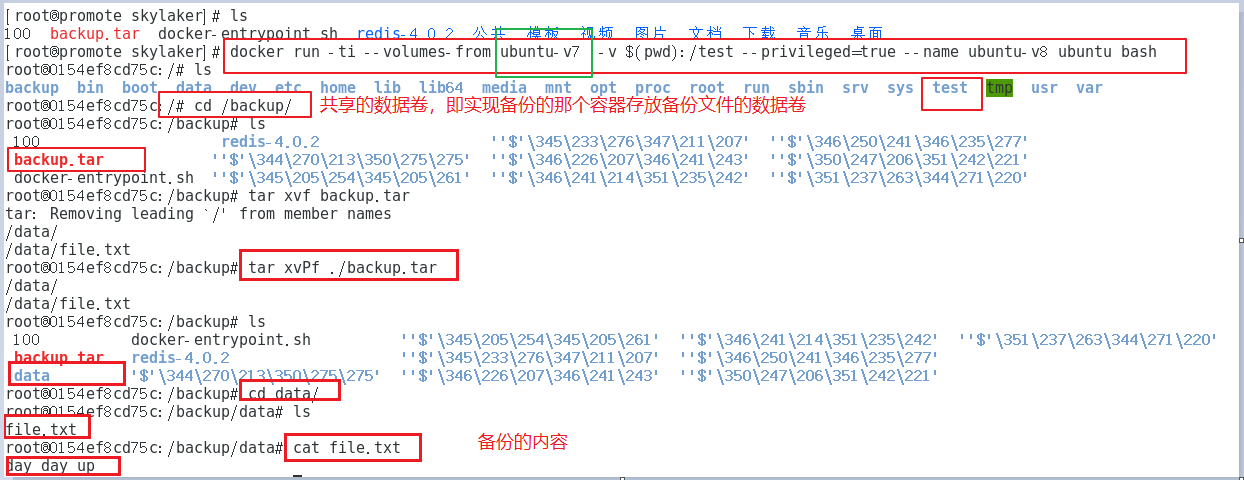 [root@promote skylaker]# ls
100 backup.tar docker-entrypoint.sh redis-4.0.2 公共 模板 视频 图片 文档 下载 音乐 桌面
[root@promote skylaker]# docker run -ti --volumes-from ubuntu-v7 -v $(pwd):/test --privileged=true --name ubuntu-v8 ubuntu bash
root@0154ef8cd75c:/# ls
backup bin boot data dev etc home lib lib64 media mnt opt proc root run sbin srv sys test tmp usr var
root@0154ef8cd75c:/# cd /backup/ 共享的数据卷，即实现备份的那个容器存放备份文件的数据卷
root@0154ef8cd75c:/backup# ls
100 redis-4.0.2 ''$'\345\233\276\347\211\207' ''$'\346\250\241\346\235\277'
backup.tar ''$'\344\270\213\350\275\275' ''$'\346\226\207\346\241\243' ''$'\350\247\206\351\242\221'
docker-entrypoint.sh ''$'\345\205\254\345\205\261' ''$'\346\241\214\351\235\242' ''$'\351\237\263\344\271\220'
root@0154ef8cd75c:/backup# tar xvf backup.tar
tar: Removing leading `/' from member names
/data/
/data/file.txt
root@0154ef8cd75c:/backup# tar xvPf ./backup.tar
/data/
/data/file.txt
root@0154ef8cd75c:/backup# ls
100 docker-entrypoint.sh ''$'\345\205\254\345\205\261' ''$'\346\241\214\351\235\242' ''$'\351\237\263\344\271\220'
backup.tar redis-4.0.2 ''$'\345\233\276\347\211\207' ''$'\346\250\241\346\235\277'
data '$'\344\270\213\350\275\275' ''$'\346\226\207\346\241\243' ''$'\350\247\206\351\242\221'
root@0154ef8cd75c:/backup# cd data/
root@0154ef8cd75c:/backup/data# ls
file.txt
root@0154ef8cd75c:/backup/data# cat file.txt 备份的内容
day day up